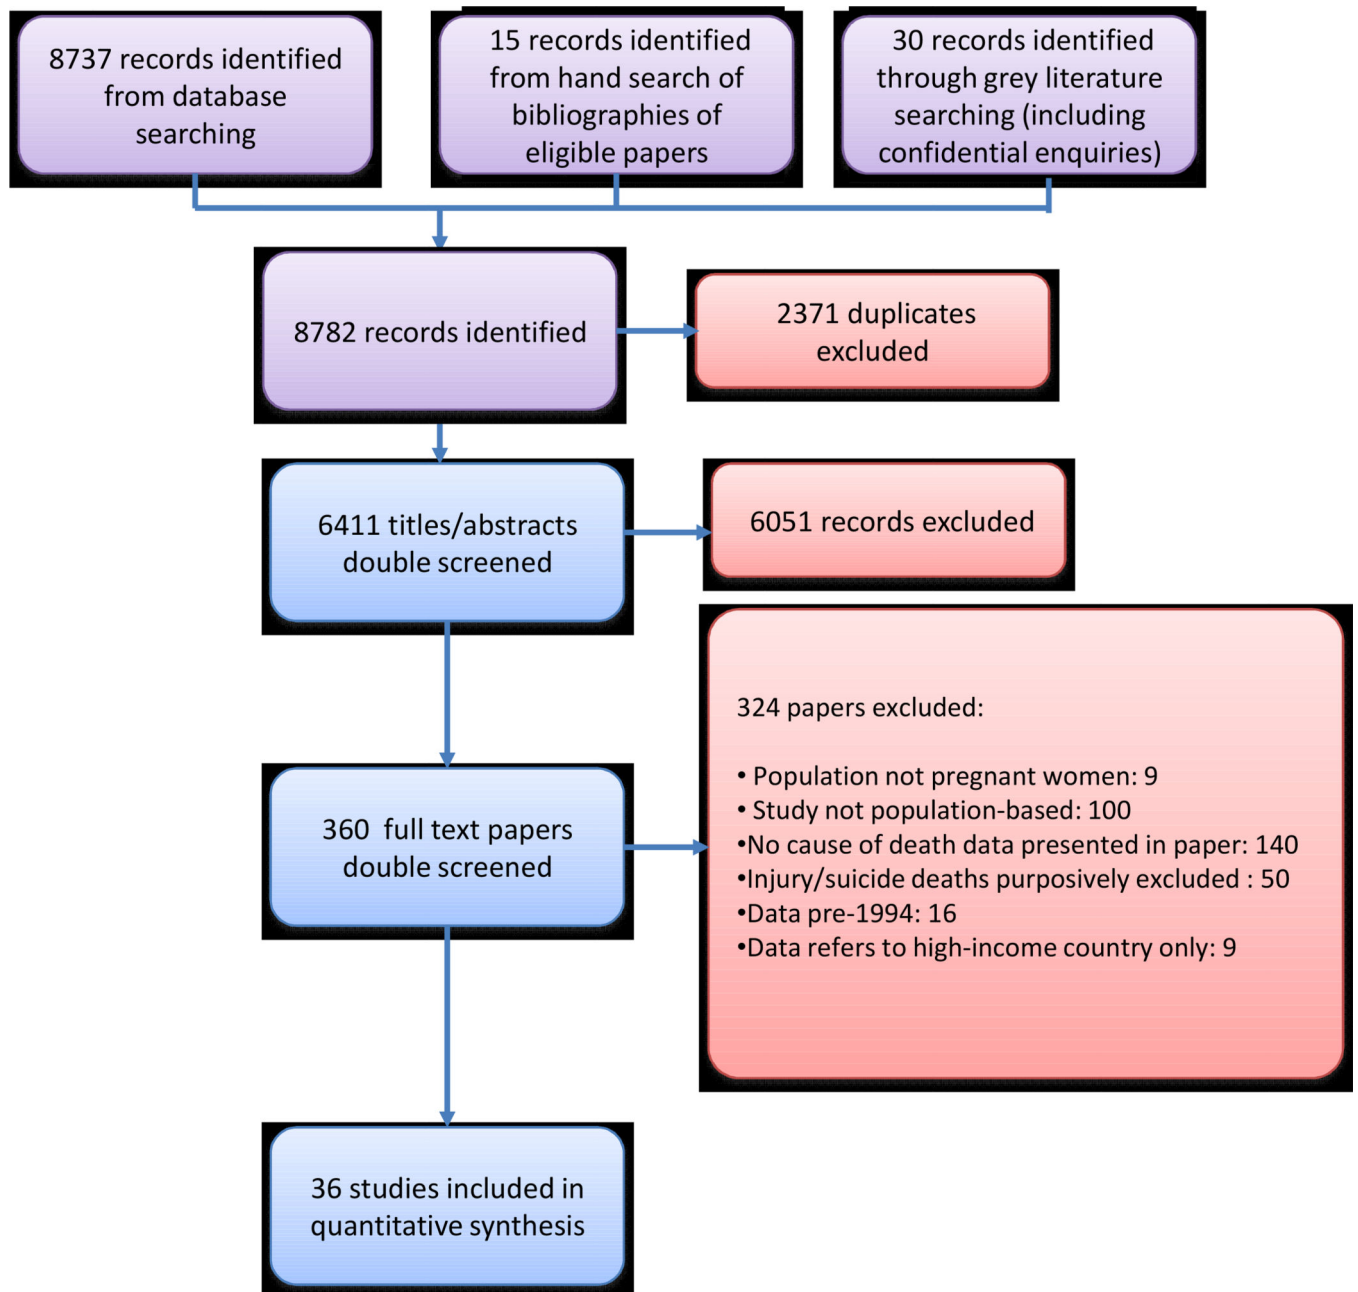 8737 records identified
from database
searching
15 records identified
from hand search of
bibliographies of
eligible papers
30 records identified
through grey literature
searching (including
confidential enquiries)
8782 records identified
2371 duplicates
excluded
6411 titles/abstracts
double screened
6051 records excluded
360  full text papers
double screened
324 papers excluded:
• Population not pregnant women: 9
• Study not population-based: 100
•No cause of death data presented in paper: 140
•Injury/suicide deaths purposively excluded : 50
•Data pre-1994: 16
•Data refers to high-income country only: 9
36 studies included in
quantitative synthesis